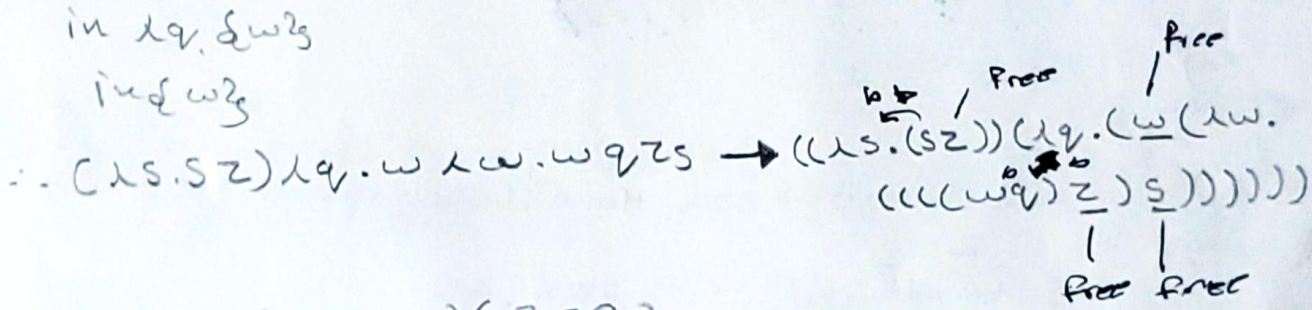 in λq. {w}
in {w}
free
b b free
∴ (λs.sz)λq.wλw.wqzs → ((λs.(sz))(λq.(w(λw.
b b
((((wq)z)s))))))
free free